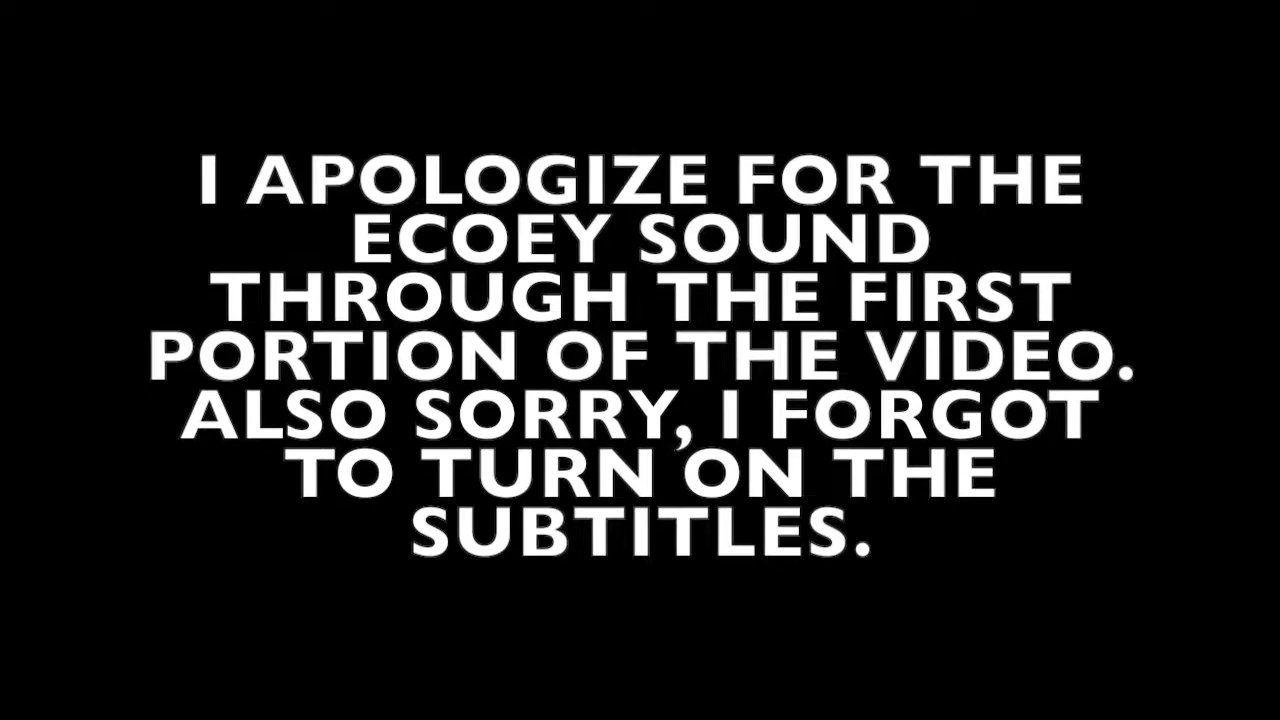 I APOLOGIZE FOR THE
ECOEY SOUND
THROUGH THE FIRST
PORTION OF THE VIDEO.
ALSO SORRY, I FORGOT
TO TURN ON THE
SUBTITLES.